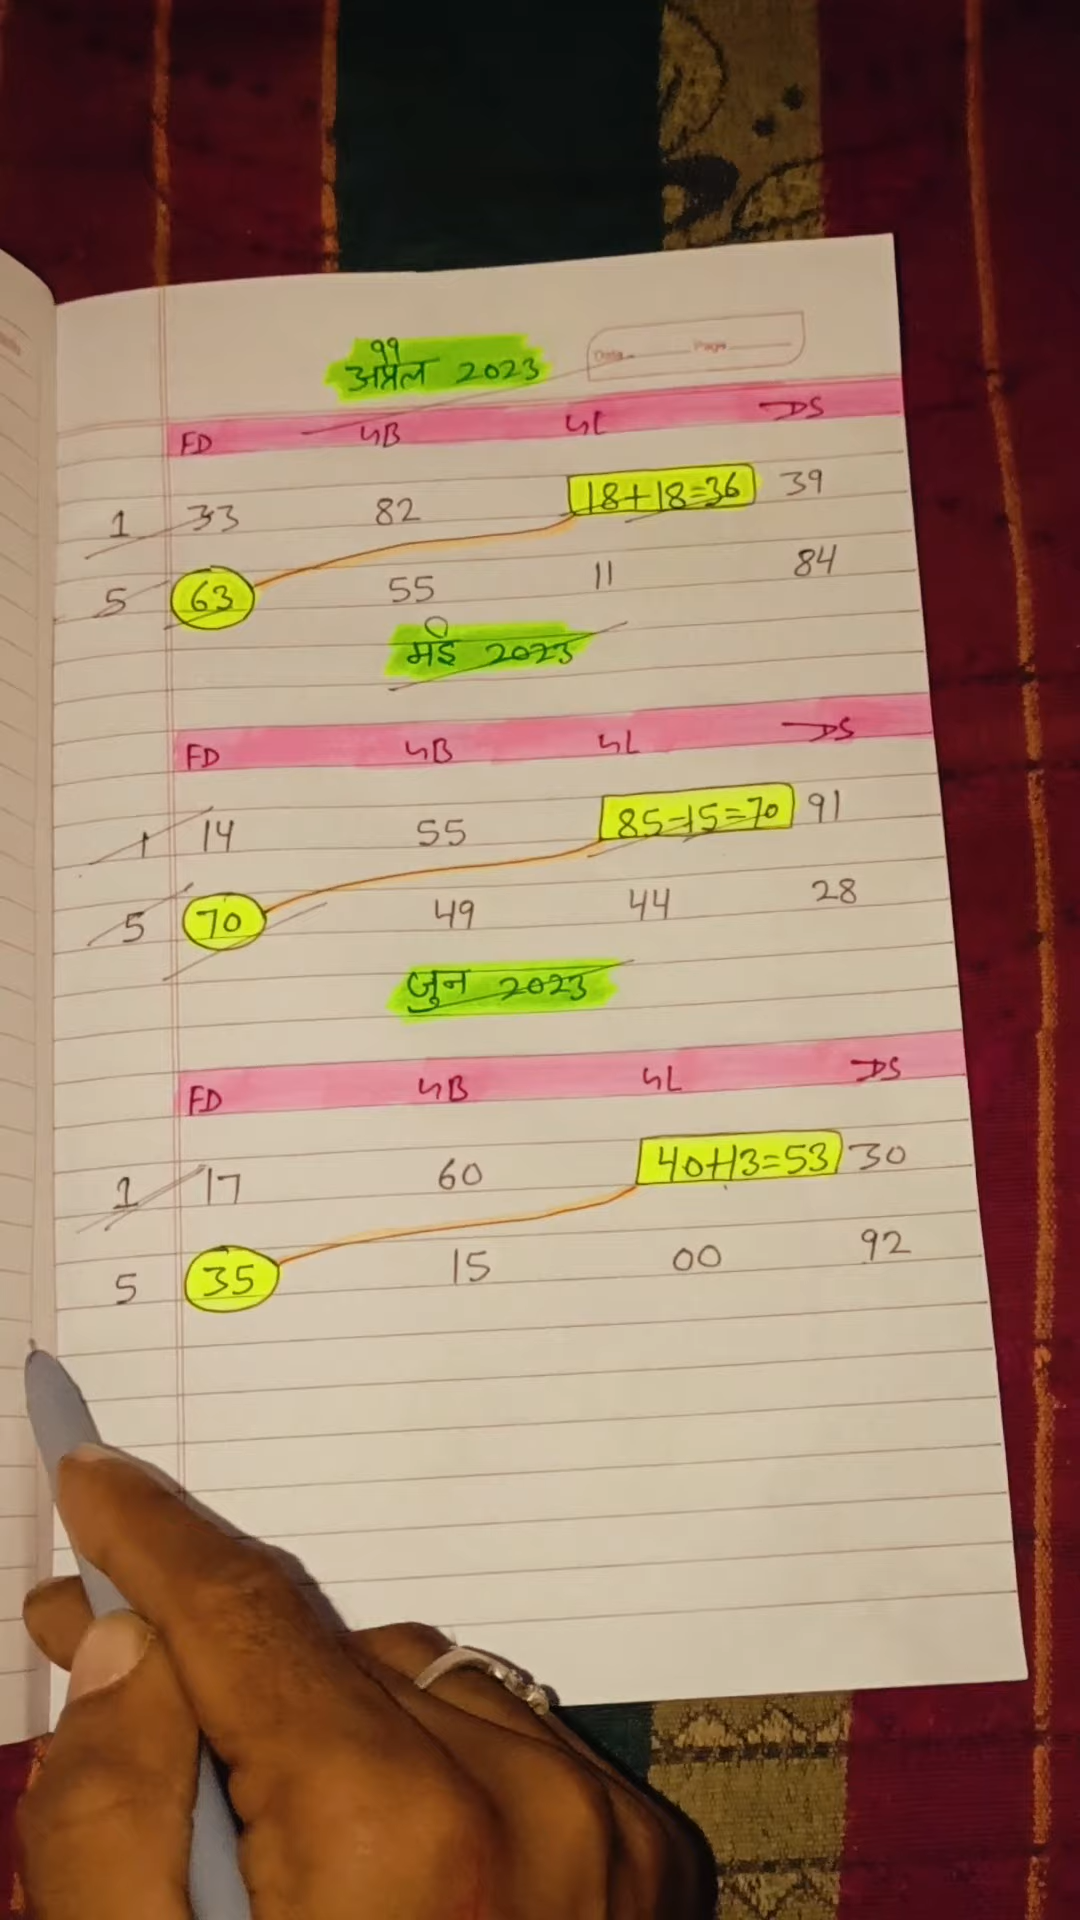 ११
Date Page
अप्रैल 2023
FD GB GL DS
1 33 82 18+18=36 39
5 63 55 11 84
मई 2023
FD GB GL DS
1 14 55 85-15=70 91
5 70 49 44 28
जुन 2023
FD GB GL DS
1 17 60 40+13=53 30
5 35 15 00 92